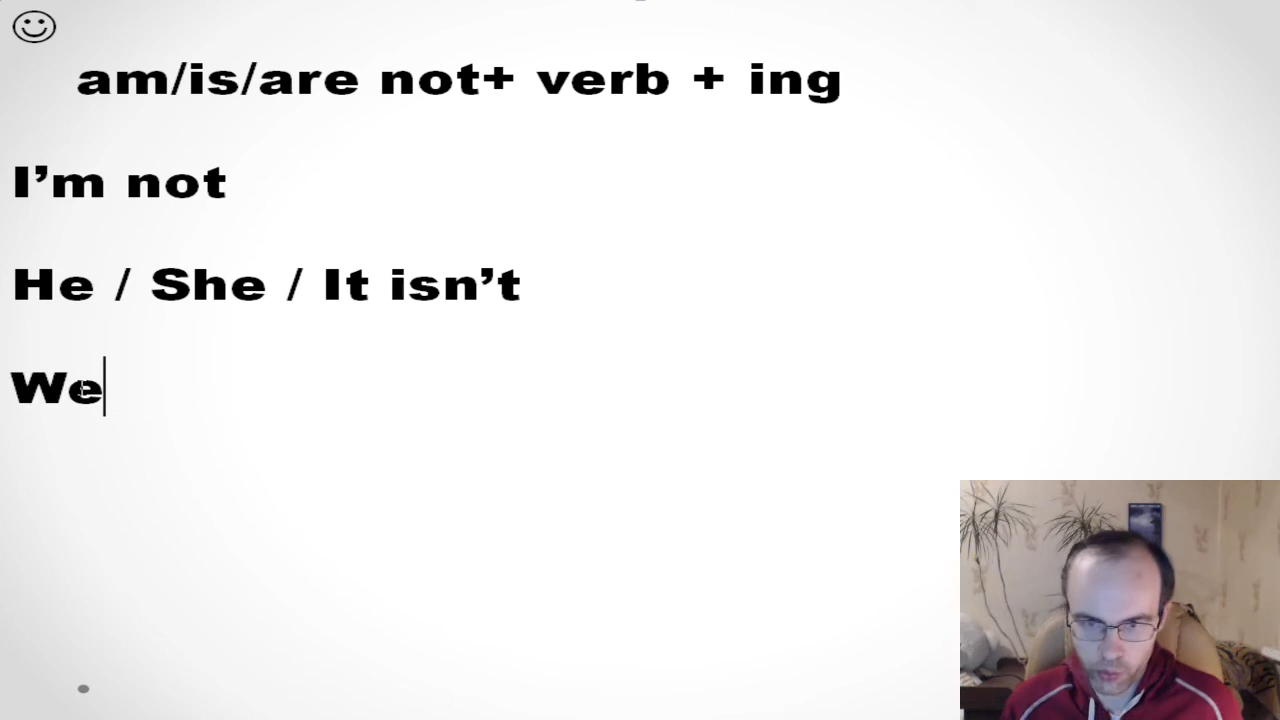 am/is/are not+ verb + ing
I’m not
He / She / It isn’t
We